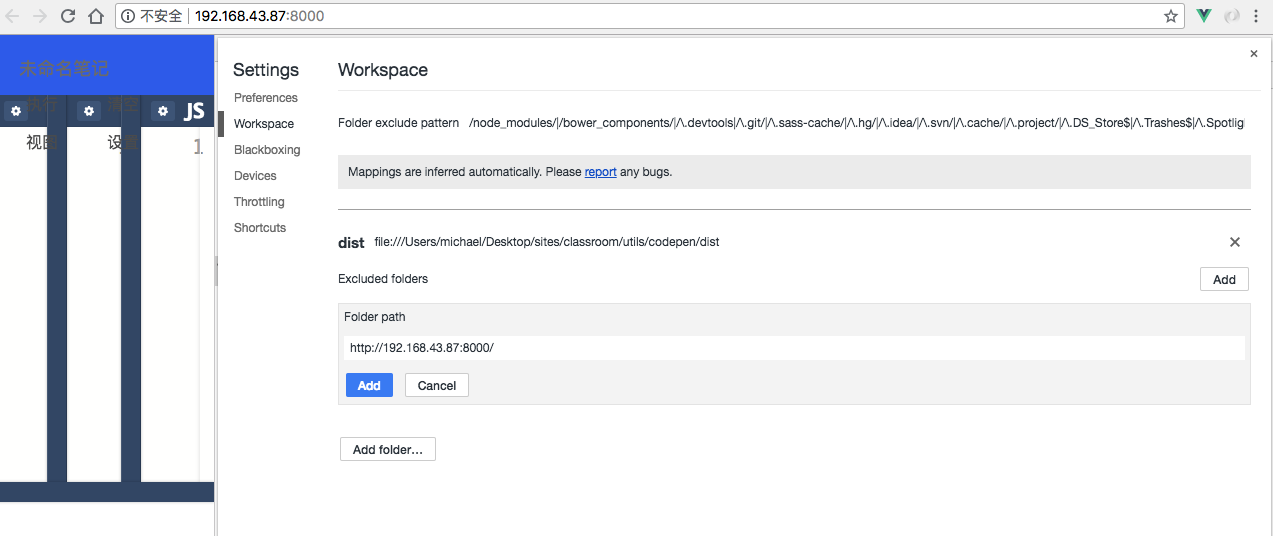 不安全 192.168.43.87:8000
未命名笔记
执行
清空
JS
视图
设置
1
Settings
Preferences
Workspace
Blackboxing
Devices
Throttling
Shortcuts
Workspace
×
Folder exclude pattern /node_modules/|/bower_components/|/\.devtools|/\.git/|/\.sass-cache/|/\.hg/|/\.idea/|/\.svn/|/\.cache/|/\.project/|/\.DS_Store$|/\.Trashes$|/\.Spotlig
Mappings are inferred automatically. Please report any bugs.
dist file:///Users/michael/Desktop/sites/classroom/utils/codepen/dist
Excluded folders Add
Folder path
http://192.168.43.87:8000/
Add Cancel
Add folder…